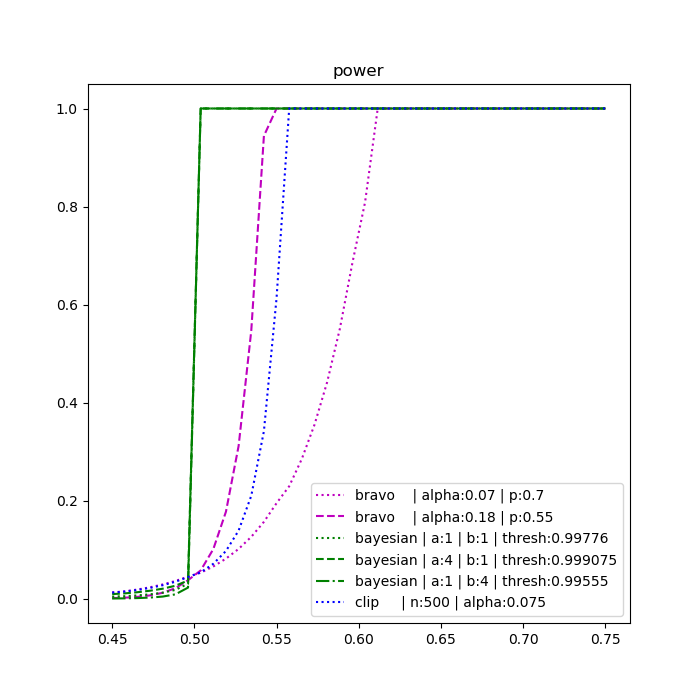 power
1.0
0.8
0.6
0.4
0.2
0.0
bravo | alpha:0.07 | p:0.7
bravo | alpha:0.18 | p:0.55
bayesian | a:1 | b:1 | thresh:0.99776
bayesian | a:4 | b:1 | thresh:0.999075
bayesian | a:1 | b:4 | thresh:0.99555
clip | n:500 | alpha:0.075
0.45 0.50 0.55 0.60 0.65 0.70 0.75